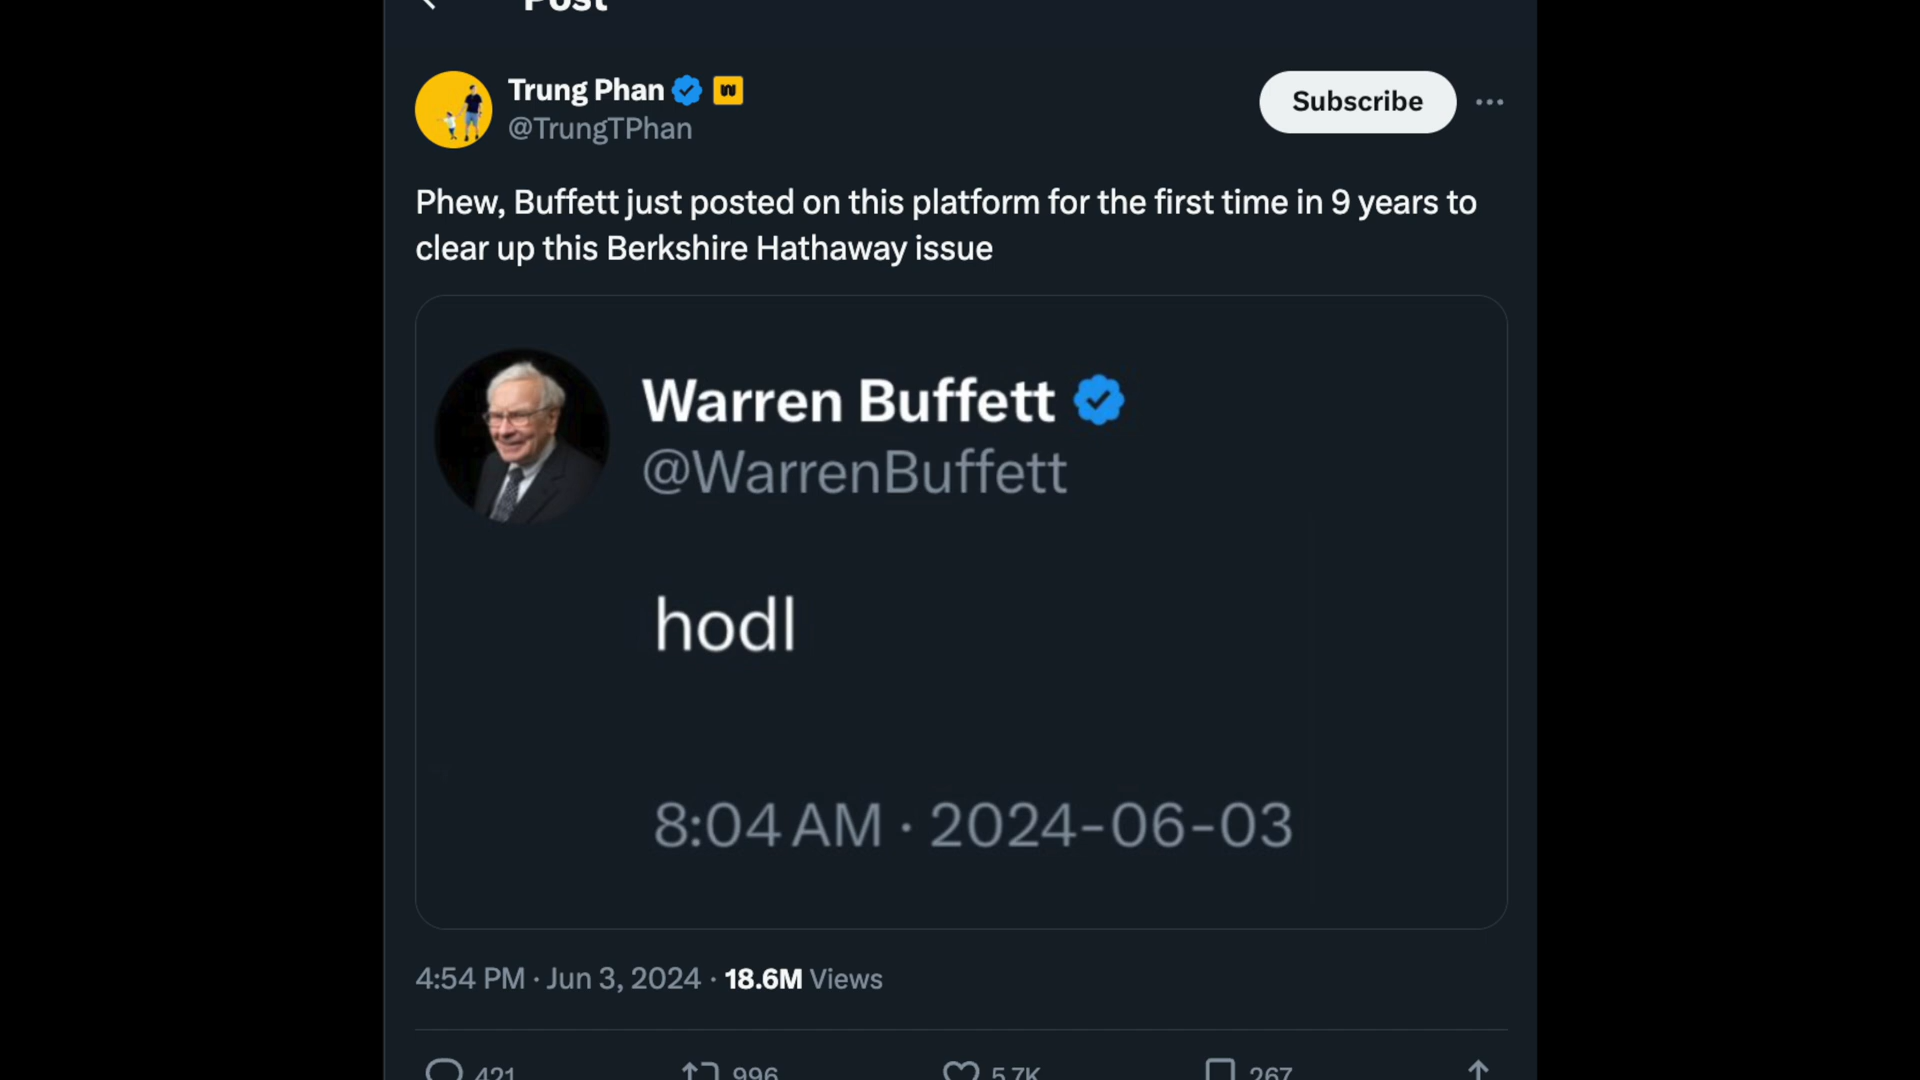 Post
Trung Phan
@TrungTPhan
Subscribe
Phew, Buffett just posted on this platform for the first time in 9 years to
clear up this Berkshire Hathaway issue
Warren Buffett
@WarrenBuffett
hodl
8:04 AM · 2024-06-03
4:54 PM · Jun 3, 2024 · 18.6M Views
421 996 5.7K 267